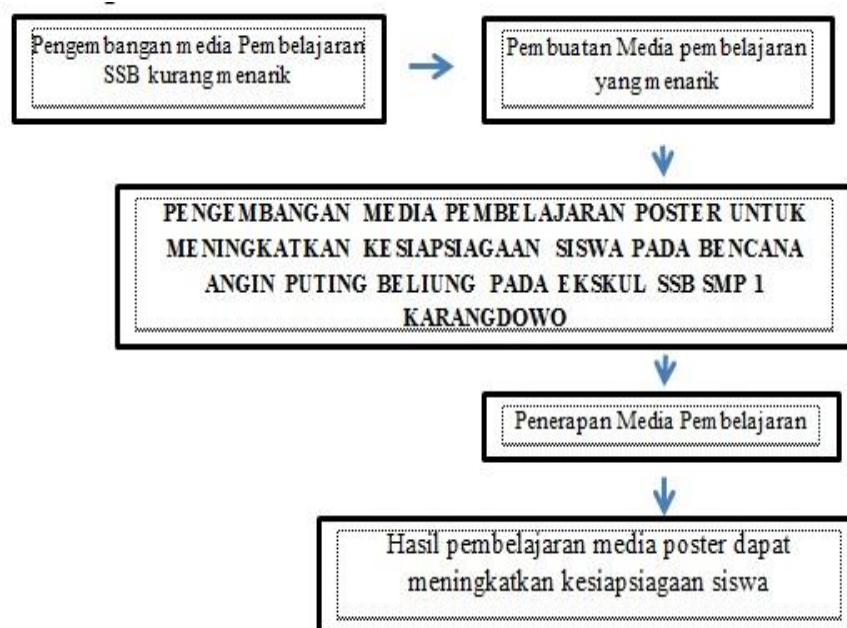 Pengembangan media Pembelajaran
SSB kurang menarik
Pembuatan Media pembelajaran
yang menarik
PENGEMBANGAN MEDIA PEMBELAJARAN POSTER UNTUK
MENINGKATKAN KESIAPSIAGAAN SISWA PADA BENCANA
ANGIN PUTING BELIUNG PADA EKSKUL SSB SMP 1
KARANGDOWO
Penerapan Media Pembelajaran
Hasil pembelajaran media poster dapat
meningkatkan kesiapsiagaan siswa